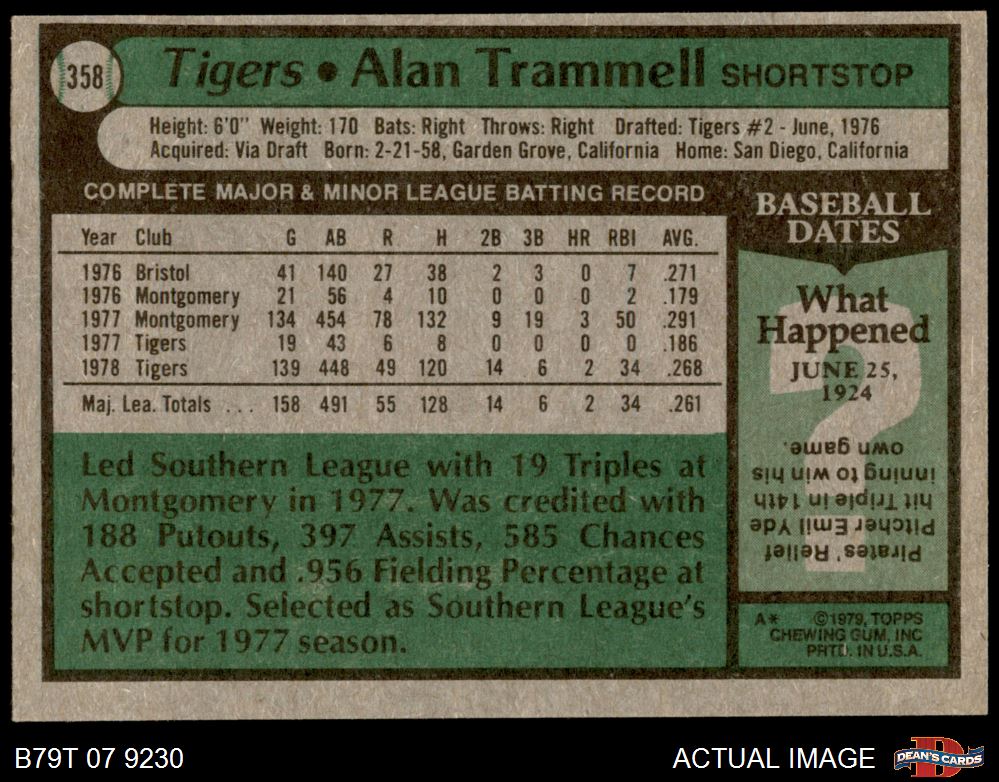 358
Tigers • Alan Trammell SHORTSTOP
Height: 6'0" Weight: 170 Bats: Right Throws: Right Drafted: Tigers #2 - June, 1976
Acquired: Via Draft Born: 2-21-58, Garden Grove, California Home: San Diego, California
COMPLETE MAJOR & MINOR LEAGUE BATTING RECORD
Year Club G AB R H 2B 3B HR RBI AVG.
1976 Bristol 41 140 27 38 2 3 0 7 .271
1976 Montgomery 21 56 4 10 0 0 0 2 .179
1977 Montgomery 134 454 78 132 9 19 3 50 .291
1977 Tigers 19 43 6 8 0 0 0 0 .186
1978 Tigers 139 448 49 120 14 6 2 34 .268
Maj. Lea. Totals . . . 158 491 55 128 14 6 2 34 .261
Led Southern League with 19 Triples at
Montgomery in 1977. Was credited with
188 Putouts, 397 Assists, 585 Chances
Accepted and .956 Fielding Percentage at
shortstop. Selected as Southern League's
MVP for 1977 season.
BASEBALL
DATES
What
Happened
JUNE 25,
1924
Pirates' Relief
Pitcher Emil Yde
hit Triple in 14th
inning to win his
own game.
A* ©1979, TOPPS
CHEWING GUM, INC
PRTD. IN U.S.A.
B79T 07 9230
ACTUAL IMAGE
D
DEAN'S CARDS